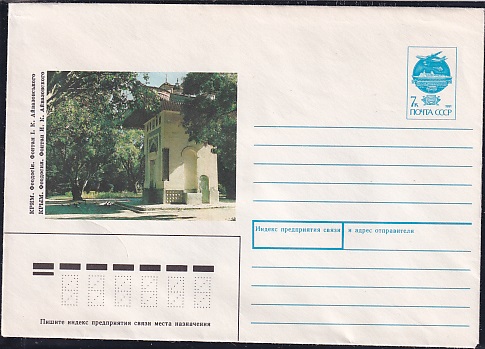 КРИМ. Феодосія. Фонтан І. К. Айвазовського
КРЫМ. Феодосия. Фонтан И. К. Айвазовского
7к
ПОЧТА СССР
Индекс предприятия связи и адрес отправителя
Пишите индекс предприятия связи места назначения